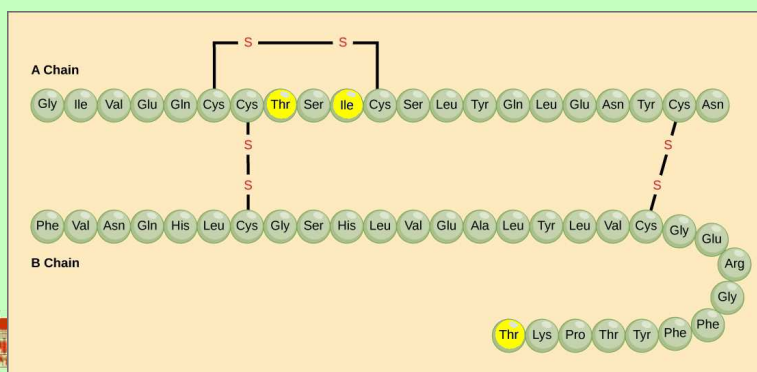 S S
A Chain
Gly Ile Val Glu Gln Cys Cys Thr Ser Ile Cys Ser Leu Tyr Gln Leu Glu Asn Tyr Cys Asn
S S
S S
Phe Val Asn Gln His Leu Cys Gly Ser His Leu Val Glu Ala Leu Tyr Leu Val Cys Gly Glu
B Chain
Arg
Gly
Thr Lys Pro Thr Tyr Phe Phe